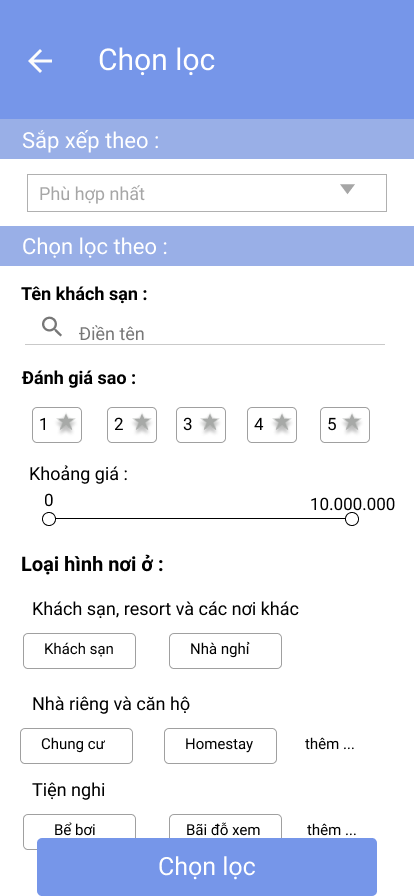 Chọn lọc
Sắp xếp theo :
Phù hợp nhất
Chọn lọc theo :
Tên khách sạn :
Điền tên
Đánh giá sao :
1 2 3 4 5
Khoảng giá :
0 10.000.000
Loại hình nơi ở :
Khách sạn, resort và các nơi khác
Khách sạn Nhà nghỉ
Nhà riêng và căn hộ
Chung cư Homestay thêm ...
Tiện nghi
Bể bơi Bãi đỗ xem thêm ...
Chọn lọc